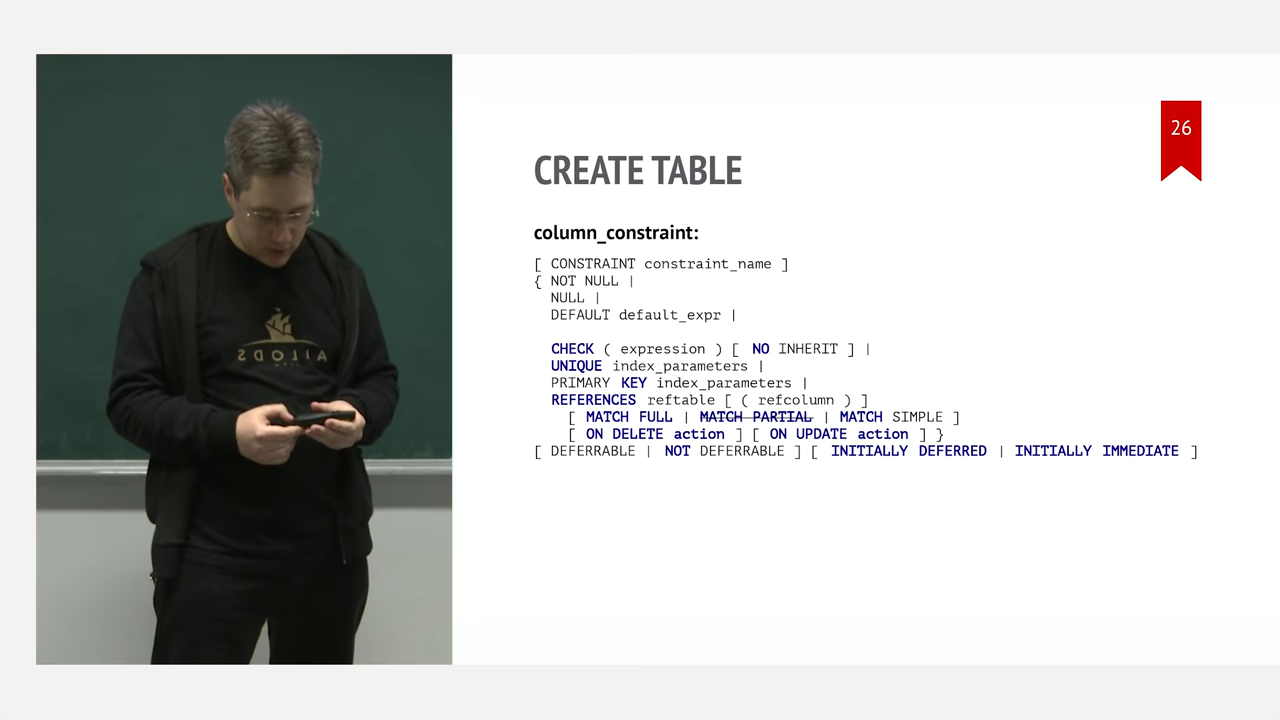 26
CREATE TABLE
column_constraint:
[ CONSTRAINT constraint_name ]
{ NOT NULL |
NULL |
DEFAULT default_expr |
CHECK ( expression ) [ NO INHERIT ] |
UNIQUE index_parameters |
PRIMARY KEY index_parameters |
REFERENCES reftable [ ( refcolumn ) ]
[ MATCH FULL | MATCH PARTIAL | MATCH SIMPLE ]
[ ON DELETE action ] [ ON UPDATE action ] }
[ DEFERRABLE | NOT DEFERRABLE ] [ INITIALLY DEFERRED | INITIALLY IMMEDIATE ]